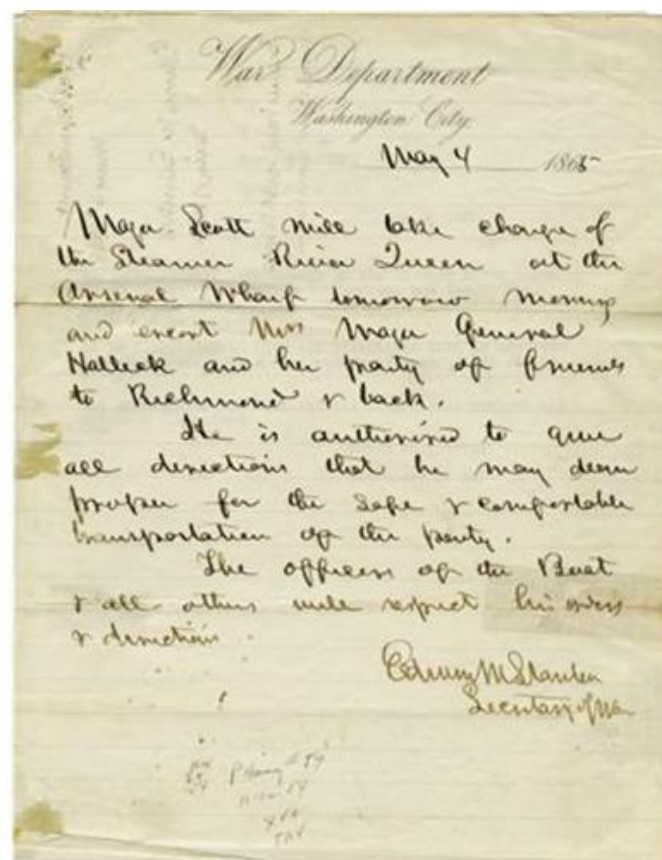 War Department
Washington City
May 4 1865
Major Scott will take charge of
the Steamer River Queen at the
Arsenal Wharf tomorrow morning
and escort Mrs Major General
Halleck and her party of friends
to Richmond & back.
He is authorised to give
all directions that he may deem
proper for the safe & comfortable
transportation of the party.
The officers of the Boat
& all others will respect his orders
& directions.
Edwin M Stanton
Secretary of War